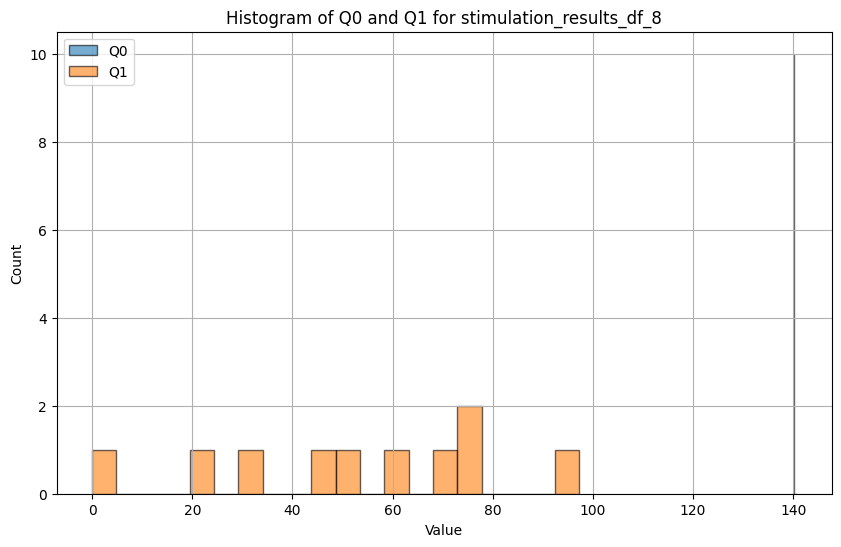 Histogram of Q0 and Q1 for stimulation_results_df_8
Q0
Q1
10
8
6
4
2
0
Count
0 20 40 60 80 100 120 140
Value